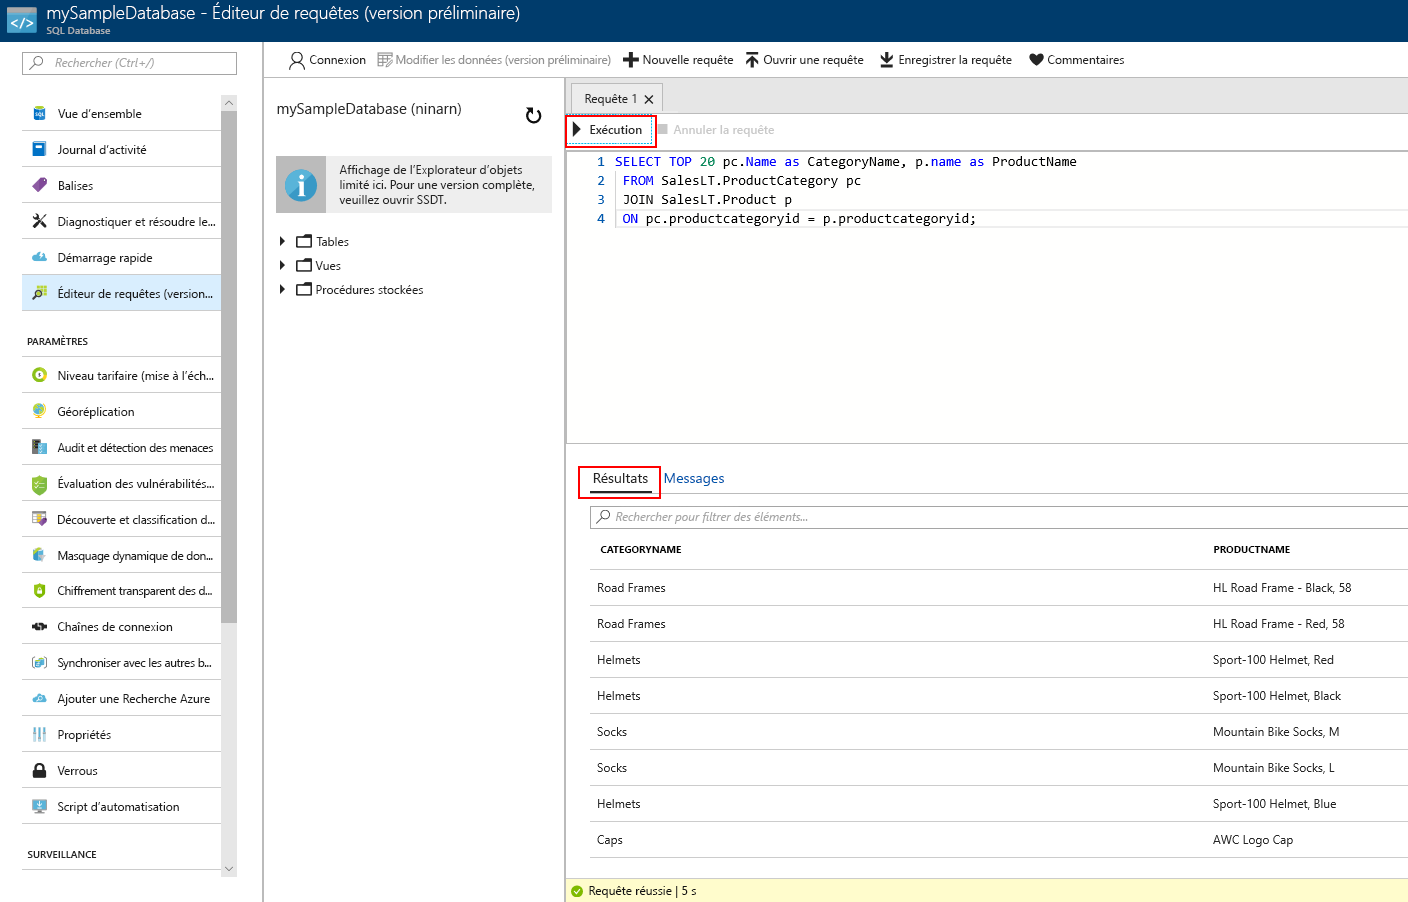 mySampleDatabase - Éditeur de requêtes (version préliminaire)
SQL Database
Rechercher (Ctrl+/)
Vue d'ensemble
Journal d'activité
Balises
Diagnostiquer et résoudre le...
Démarrage rapide
Éditeur de requêtes (version...
PARAMÈTRES
Niveau tarifaire (mise à l'éch...
Géoréplication
Audit et détection des menaces
Évaluation des vulnérabilités...
Découverte et classification d...
Masquage dynamique de don...
Chiffrement transparent des d...
Chaînes de connexion
Synchroniser avec les autres b...
Ajouter une Recherche Azure
Propriétés
Verrous
Script d'automatisation
SURVEILLANCE
Connexion
Modifier les données (version préliminaire)
Nouvelle requête
Ouvrir une requête
Enregistrer la requête
Commentaires
mySampleDatabase (ninarn)
Affichage de l'Explorateur d'objets
limité ici. Pour une version complète,
veuillez ouvrir SSDT.
Tables
Vues
Procédures stockées
Requête 1
Exécution
Annuler la requête
1 SELECT TOP 20 pc.Name as CategoryName, p.name as ProductName
2 FROM SalesLT.ProductCategory pc
3 JOIN SalesLT.Product p
4 ON pc.productcategoryid = p.productcategoryid;
Résultats Messages
Rechercher pour filtrer des éléments...
CATEGORYNAME PRODUCTNAME
Road Frames HL Road Frame - Black, 58
Road Frames HL Road Frame - Red, 58
Helmets Sport-100 Helmet, Red
Helmets Sport-100 Helmet, Black
Socks Mountain Bike Socks, M
Socks Mountain Bike Socks, L
Helmets Sport-100 Helmet, Blue
Caps AWC Logo Cap
Requête réussie | 5 s